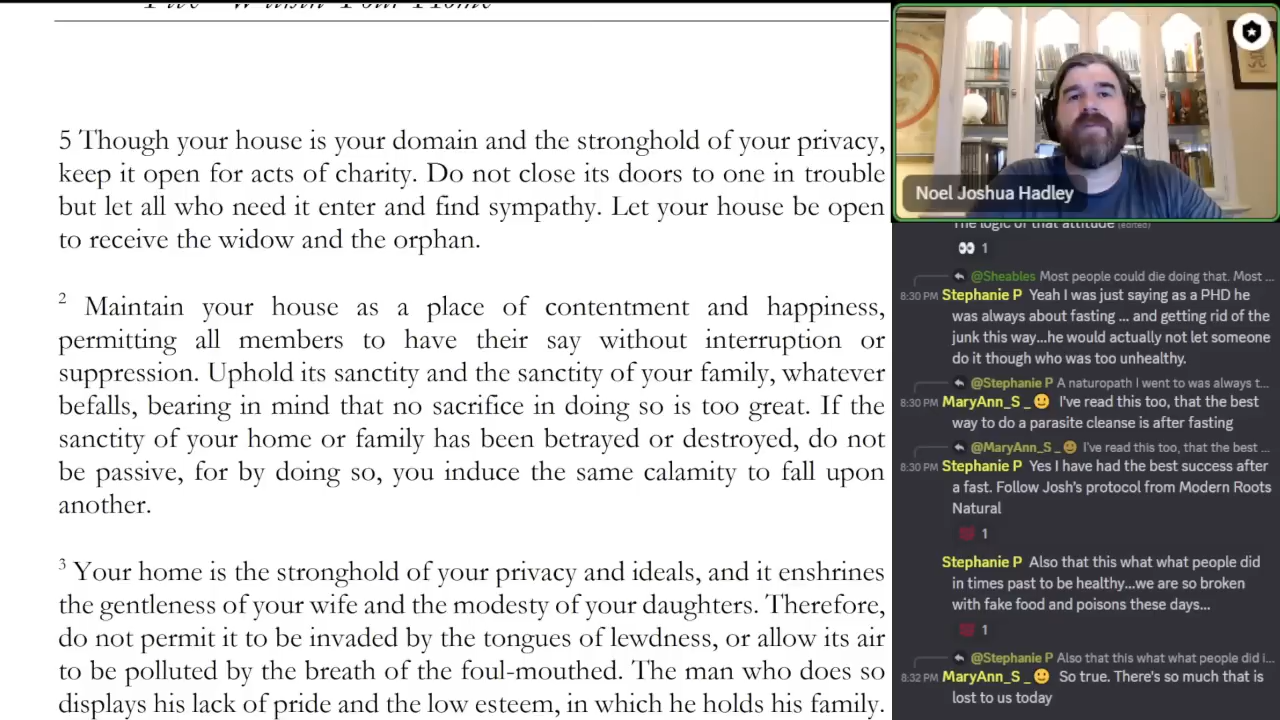 Five - Within Your Home
5 Though your house is your domain and the stronghold of your privacy,
keep it open for acts of charity. Do not close its doors to one in trouble
but let all who need it enter and find sympathy. Let your house be open
to receive the widow and the orphan.
2 Maintain your house as a place of contentment and happiness,
permitting all members to have their say without interruption or
suppression. Uphold its sanctity and the sanctity of your family, whatever
befalls, bearing in mind that no sacrifice in doing so is too great. If the
sanctity of your home or family has been betrayed or destroyed, do not
be passive, for by doing so, you induce the same calamity to fall upon
another.
3 Your home is the stronghold of your privacy and ideals, and it enshrines
the gentleness of your wife and the modesty of your daughters. Therefore,
do not permit it to be invaded by the tongues of lewdness, or allow its air
to be polluted by the breath of the foul-mouthed. The man who does so
displays his lack of pride and the low esteem, in which he holds his family.
Noel Joshua Hadley
The logic of that attitude (edited)
👀 1
@Sheables Most people could die doing that. Most ...
8:30 PM Stephanie P Yeah I was just saying as a PHD he
was always about fasting ... and getting rid of the
junk this way...he would actually not let someone
do it though who was too unhealthy.
@Stephanie P A naturopath I went to was always t...
8:30 PM MaryAnn_S _ 🙂 I've read this too, that the best
way to do a parasite cleanse is after fasting
@MaryAnn_S _ 🙂 I've read this too, that the best ...
8:30 PM Stephanie P Yes I have had the best success after
a fast. Follow Josh's protocol from Modern Roots
Natural
1
Stephanie P Also that this what what people did
in times past to be healthy...we are so broken
with fake food and poisons these days...
1
@Stephanie P Also that this what what people did i...
8:32 PM MaryAnn_S _ 🙂 So true. There's so much that is
lost to us today